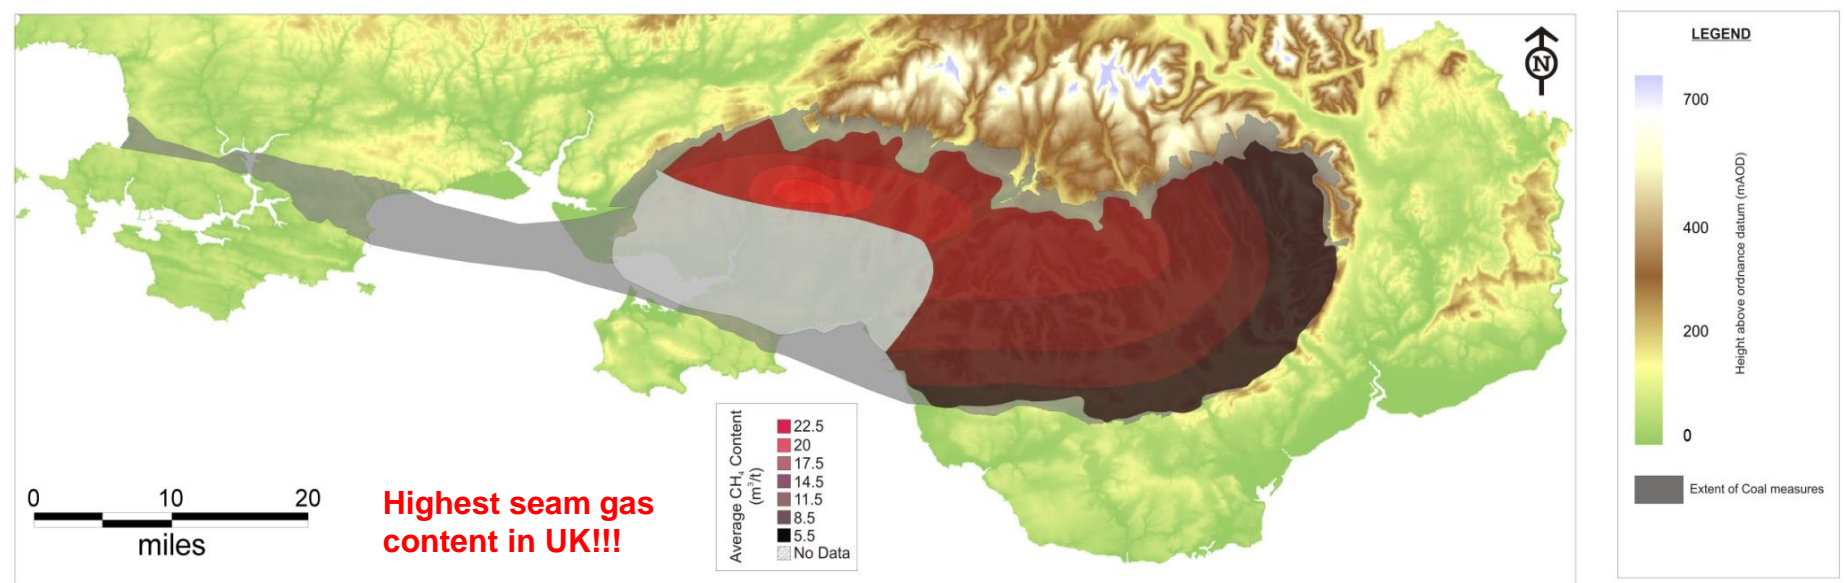 LEGEND
N
700
400
200
0
Height above ordnance datum (mAOD)
Extent of Coal measures
Average CH₄ Content
(m³/t)
22.5
20
17.5
14.5
11.5
8.5
5.5
No Data
0 10 20
miles
Highest seam gas
content in UK!!!